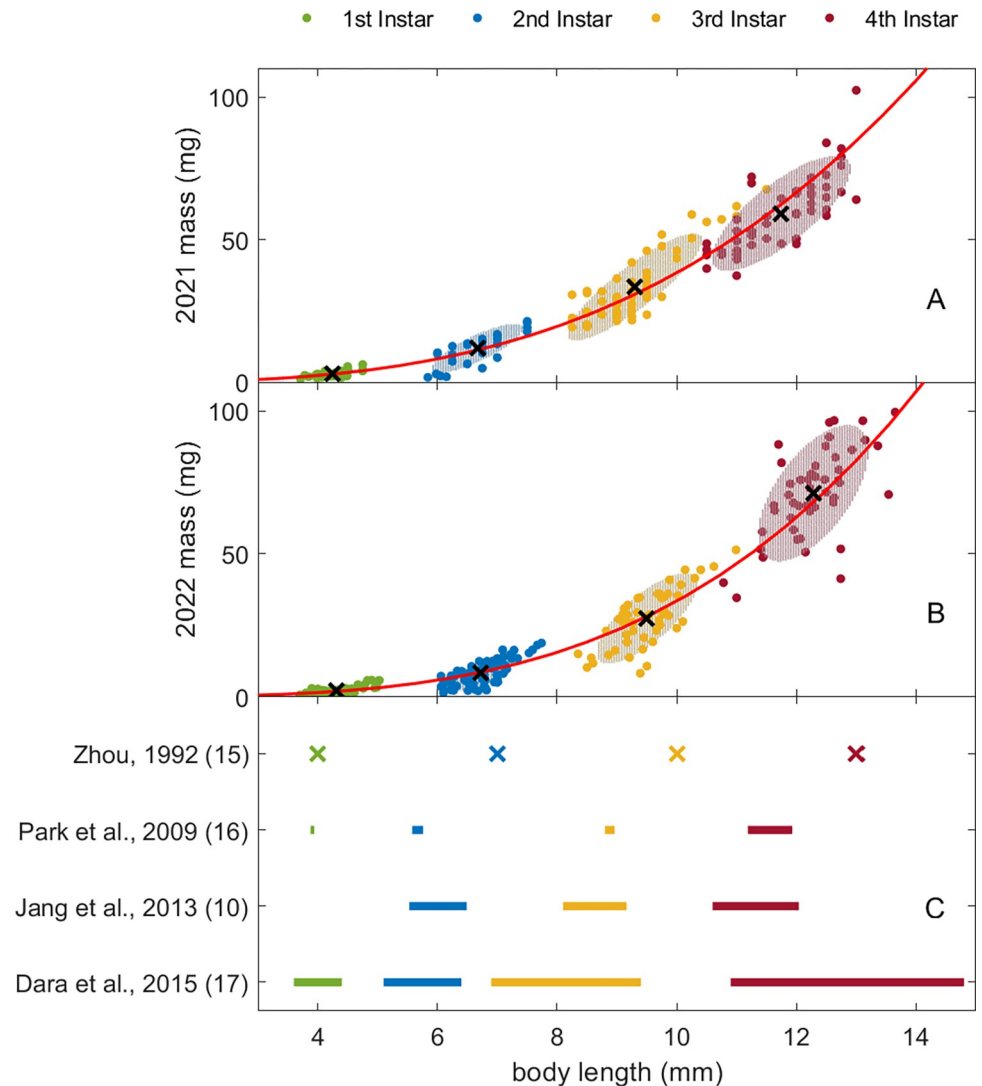 1st Instar 2nd Instar 3rd Instar 4th Instar
100
50
0
2021 mass (mg)
A
100
50
0
2022 mass (mg)
B
Zhou, 1992 (15)
Park et al., 2009 (16)
Jang et al., 2013 (10)
C
Dara et al., 2015 (17)
4 6 8 10 12 14
body length (mm)